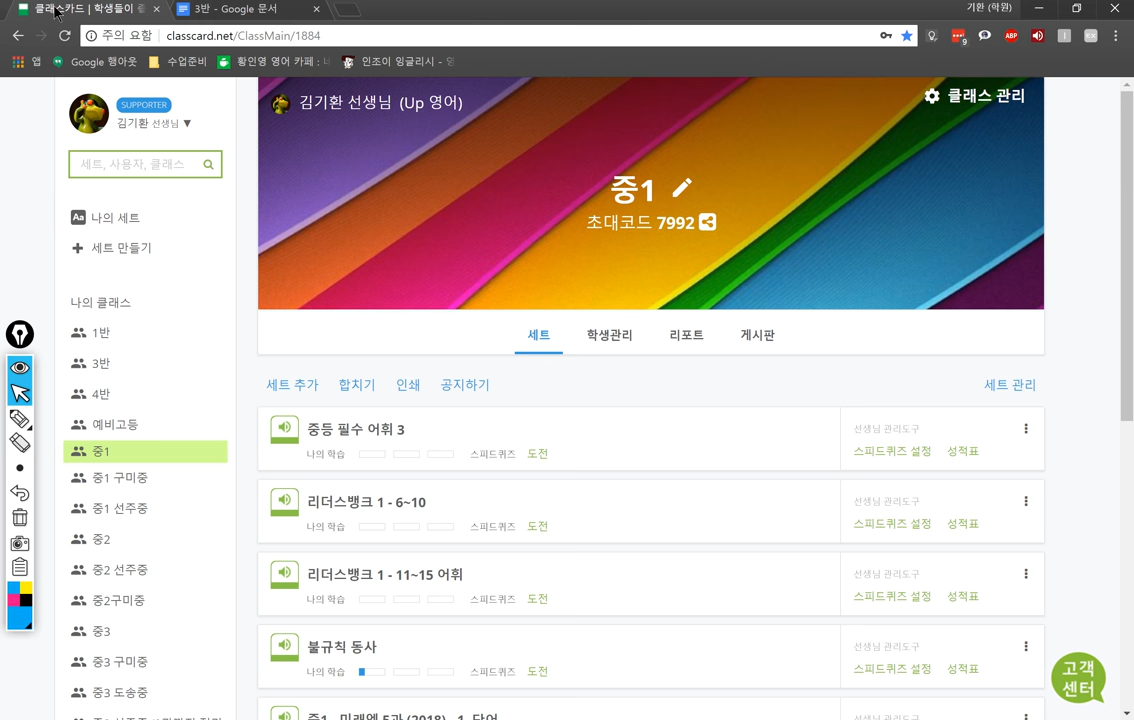 클래스카드 | 학생들이
3반 - Google 문서
기환 (학원)
주의 요함
classcard.net/ClassMain/1884
9
ABP
앱
Google 행아웃
수업준비
황인영 영어 카페 : 네
인조이 잉글리시 - 영
SUPPORTER
김기환 선생님 ▼
세트, 사용자, 클래스
Aa 나의 세트
세트 만들기
나의 클래스
1반
3반
4반
예비고등
중1
중1 구미중
중1 선주중
중2
중2 선주중
중2구미중
중3
중3 구미중
중3 도송중
김기환 선생님 (Up 영어)
클래스 관리
중1
초대코드 7992
세트
학생관리
리포트
게시판
세트 추가
합치기
인쇄
공지하기
세트 관리
중등 필수 어휘 3
나의 학습
스피드퀴즈 도전
선생님 관리도구
스피드퀴즈 설정 성적표
리더스뱅크 1 - 6~10
나의 학습
스피드퀴즈 도전
선생님 관리도구
스피드퀴즈 설정 성적표
리더스뱅크 1 - 11~15 어휘
나의 학습
스피드퀴즈 도전
선생님 관리도구
스피드퀴즈 설정 성적표
불규칙 동사
나의 학습
스피드퀴즈 도전
선생님 관리도구
스피드퀴즈 설정 성적표
중1 - 미래엔 5과 (2018) - 1. 단어
고객
센터